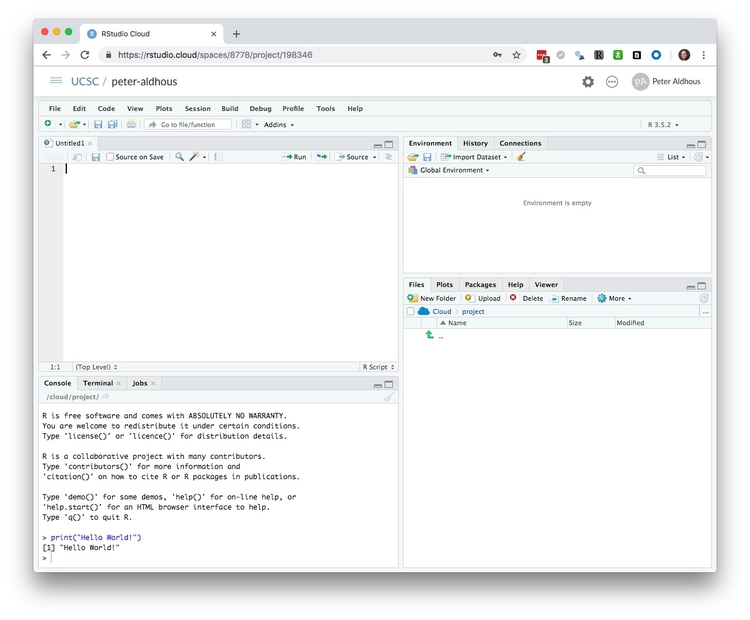 RStudio Cloud
https://rstudio.cloud/spaces/8778/project/198346
UCSC / peter-aldhous
PA Peter Aldhous
File Edit Code View Plots Session Build Debug Profile Tools Help
Go to file/function Addins R 3.5.2
Untitled1
Source on Save Run Source
1
1:1 (Top Level) R Script
Console Terminal Jobs
/cloud/project/
R is free software and comes with ABSOLUTELY NO WARRANTY.
You are welcome to redistribute it under certain conditions.
Type 'license()' or 'licence()' for distribution details.
R is a collaborative project with many contributors.
Type 'contributors()' for more information and
'citation()' on how to cite R or R packages in publications.
Type 'demo()' for some demos, 'help()' for on-line help, or
'help.start()' for an HTML browser interface to help.
Type 'q()' to quit R.
> print("Hello World!")
[1] "Hello World!"
>
Environment History Connections
Import Dataset List
Global Environment
Environment is empty
Files Plots Packages Help Viewer
New Folder Upload Delete Rename More
Cloud project ...
Name Size Modified
..